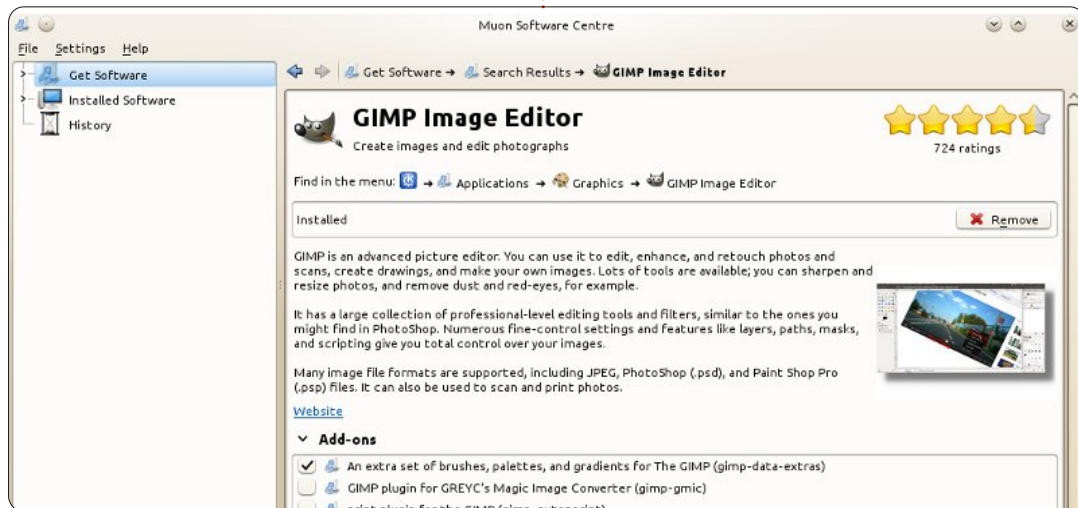 Muon Software Centre
File Settings Help
Get Software
Installed Software
History
Get Software → Search Results → GIMP Image Editor
GIMP Image Editor
Create images and edit photographs
724 ratings
Find in the menu: → Applications → Graphics → GIMP Image Editor
Installed
Remove
GIMP is an advanced picture editor. You can use it to edit, enhance, and retouch photos and
scans, create drawings, and make your own images. Lots of tools are available; you can sharpen and
resize photos, and remove dust and red-eyes, for example.
It has a large collection of professional-level editing tools and filters, similar to the ones you
might find in PhotoShop. Numerous fine-control settings and features like layers, paths, masks,
and scripting give you total control over your images.
Many image file formats are supported, including JPEG, PhotoShop (.psd), and Paint Shop Pro
(.psp) files. It can also be used to scan and print photos.
Website
Add-ons
An extra set of brushes, palettes, and gradients for The GIMP (gimp-data-extras)
GIMP plugin for GREYC's Magic Image Converter (gimp-gmic)
print plugin for the GIMP (gimp-gutenprint)